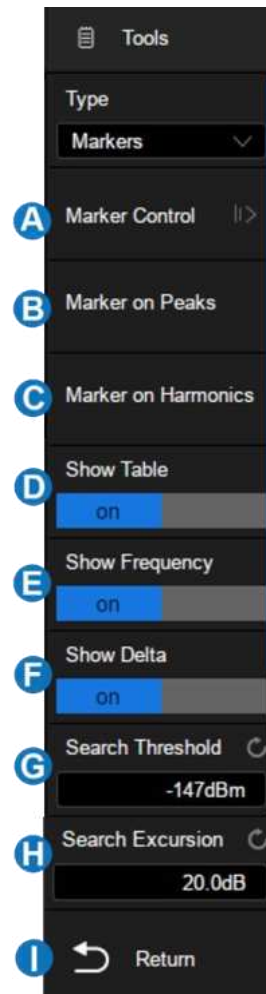 Tools
Type
Markers
A Marker Control
B Marker on Peaks
C Marker on Harmonics
Show Table
D on
Show Frequency
E on
Show Delta
F on
Search Threshold
G -147dBm
Search Excursion
H 20.0dB
I Return